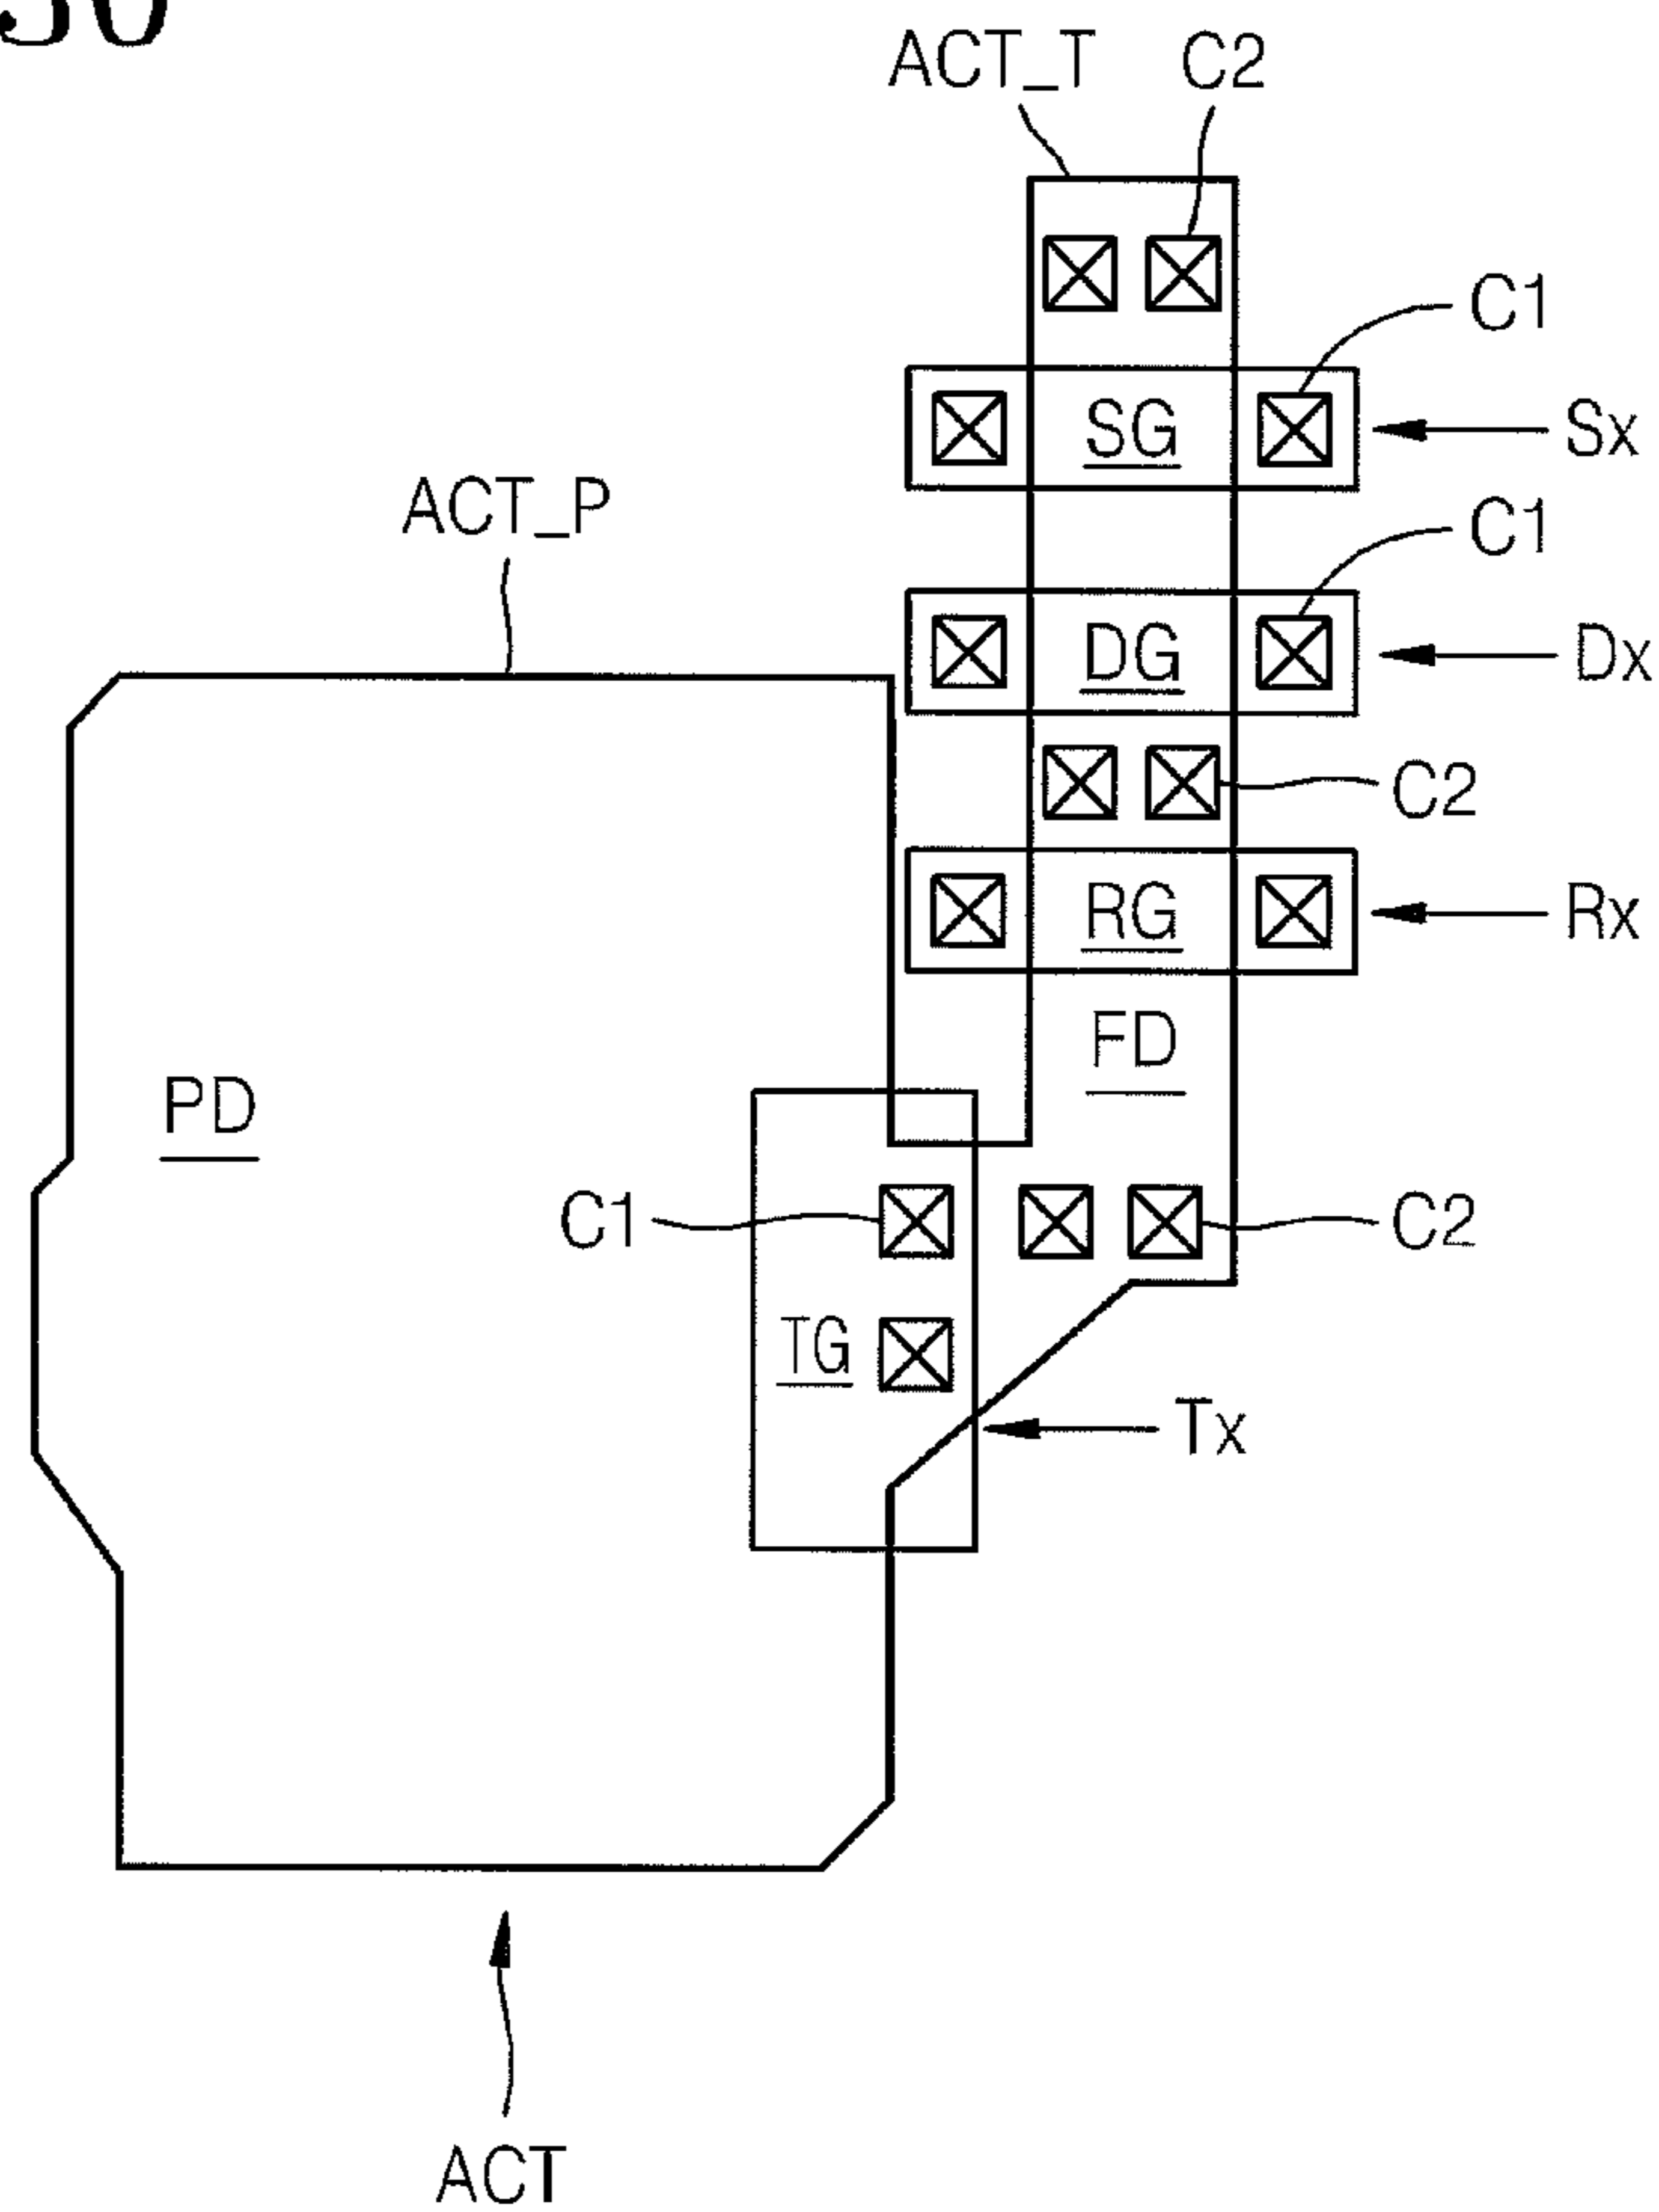 30
ACT_T C2
C1
SG Sx
ACT_P
C1
DG Dx
C2
RG Rx
FD
PD
C1
C2
TG
Tx
ACT